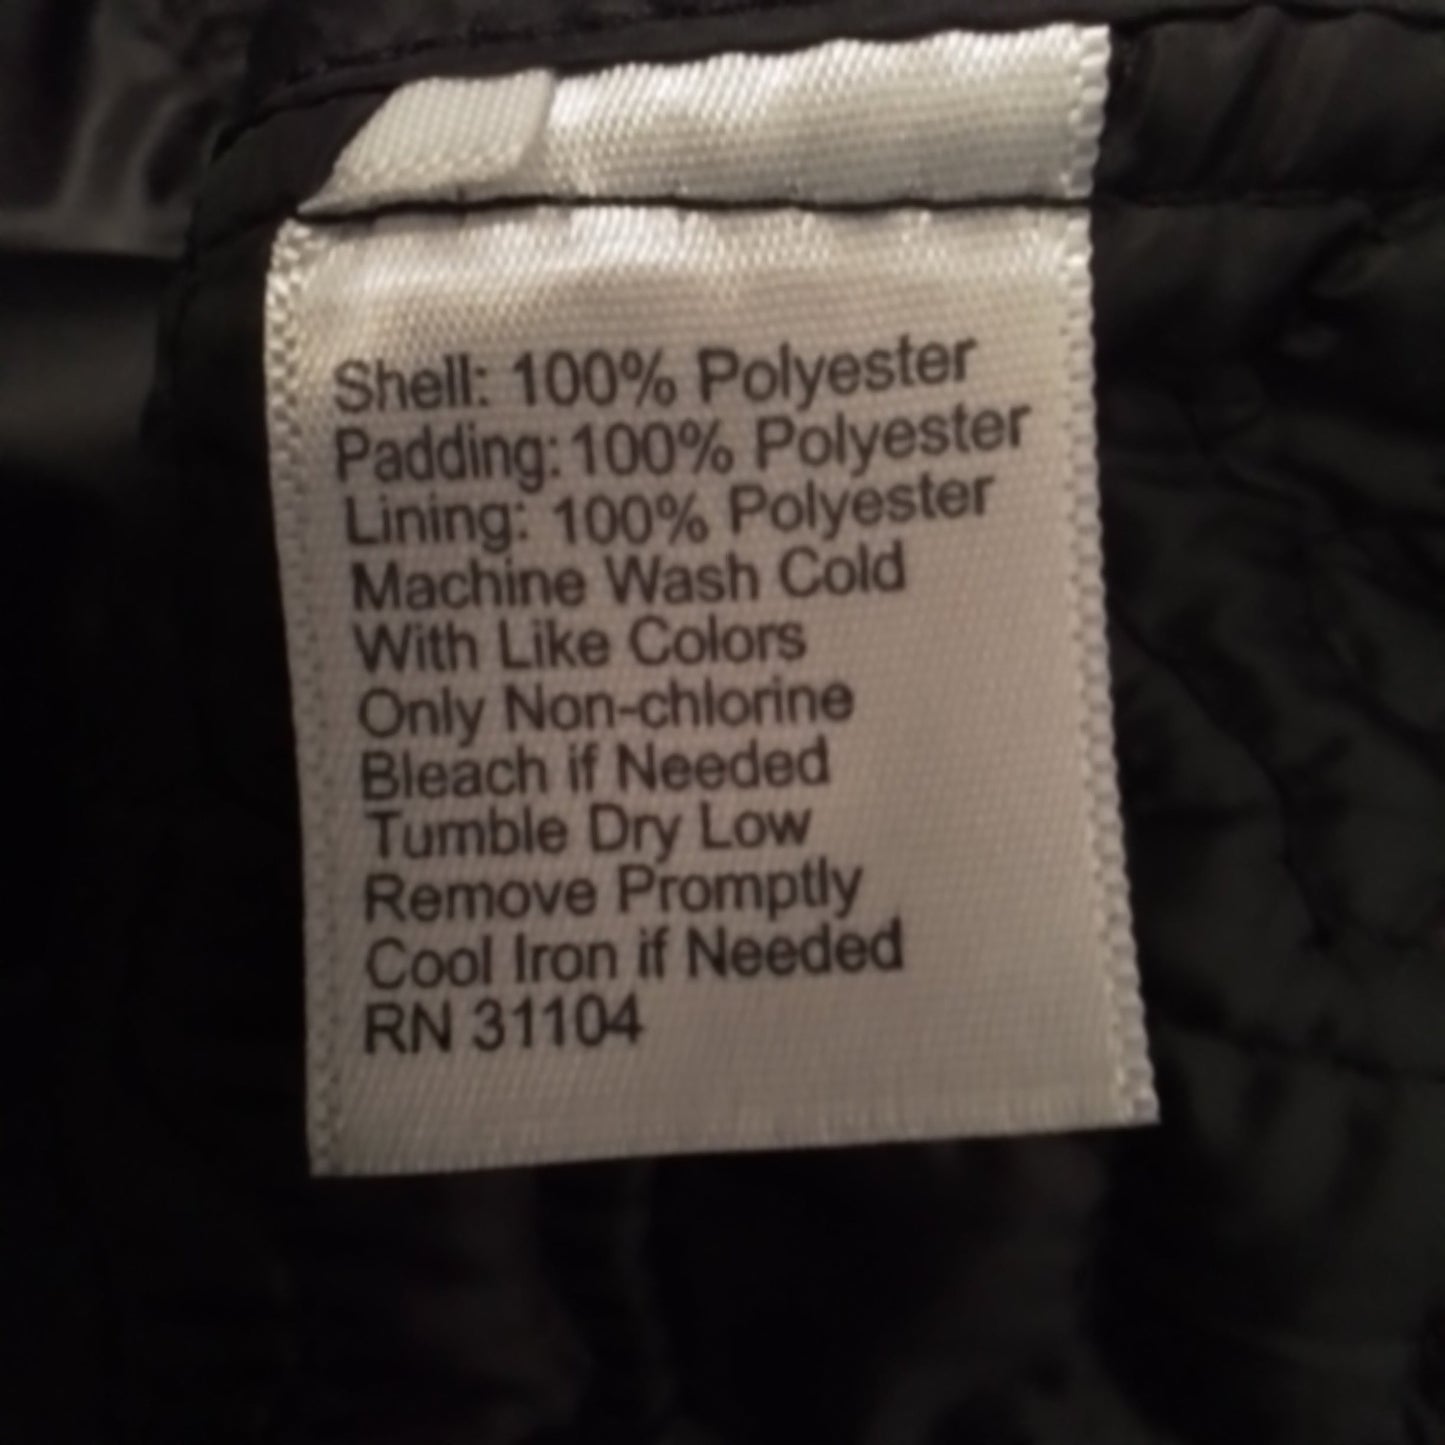 Shell: 100% Polyester
Padding: 100% Polyester
Lining: 100% Polyester
Machine Wash Cold
With Like Colors
Only Non-chlorine
Bleach if Needed
Tumble Dry Low
Remove Promptly
Cool Iron if Needed
RN 31104